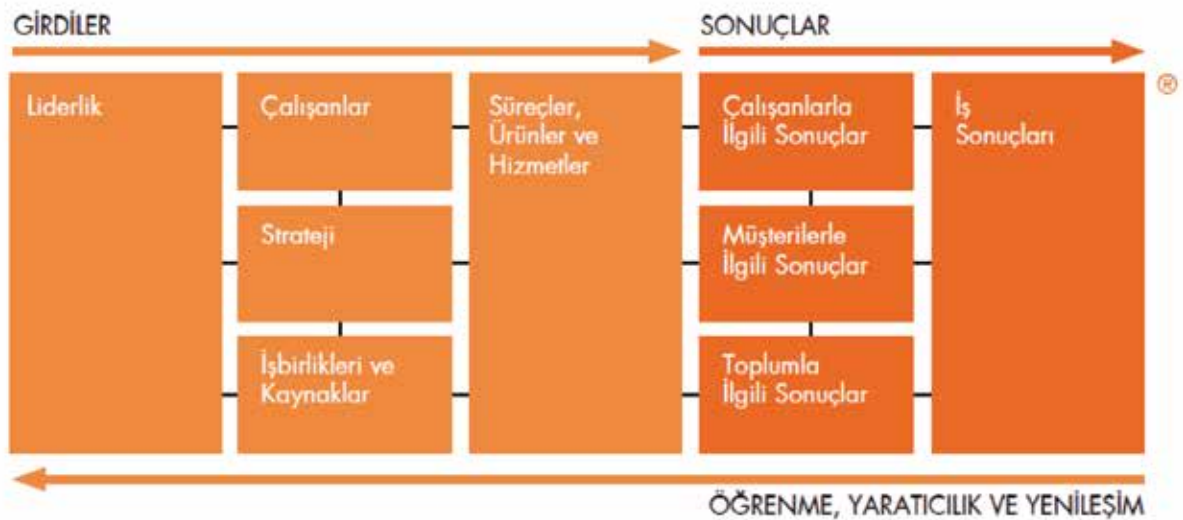 GİRDİLER
SONUÇLAR
®
Liderlik
Çalışanlar
Süreçler,
Ürünler ve
Hizmetler
Çalışanlarla
İlgili Sonuçlar
İş
Sonuçları
Strateji
Müşterilerle
İlgili Sonuçlar
İşbirlikleri ve
Kaynaklar
Toplumla
İlgili Sonuçlar
ÖĞRENME, YARATICILIK VE YENİLEŞİM